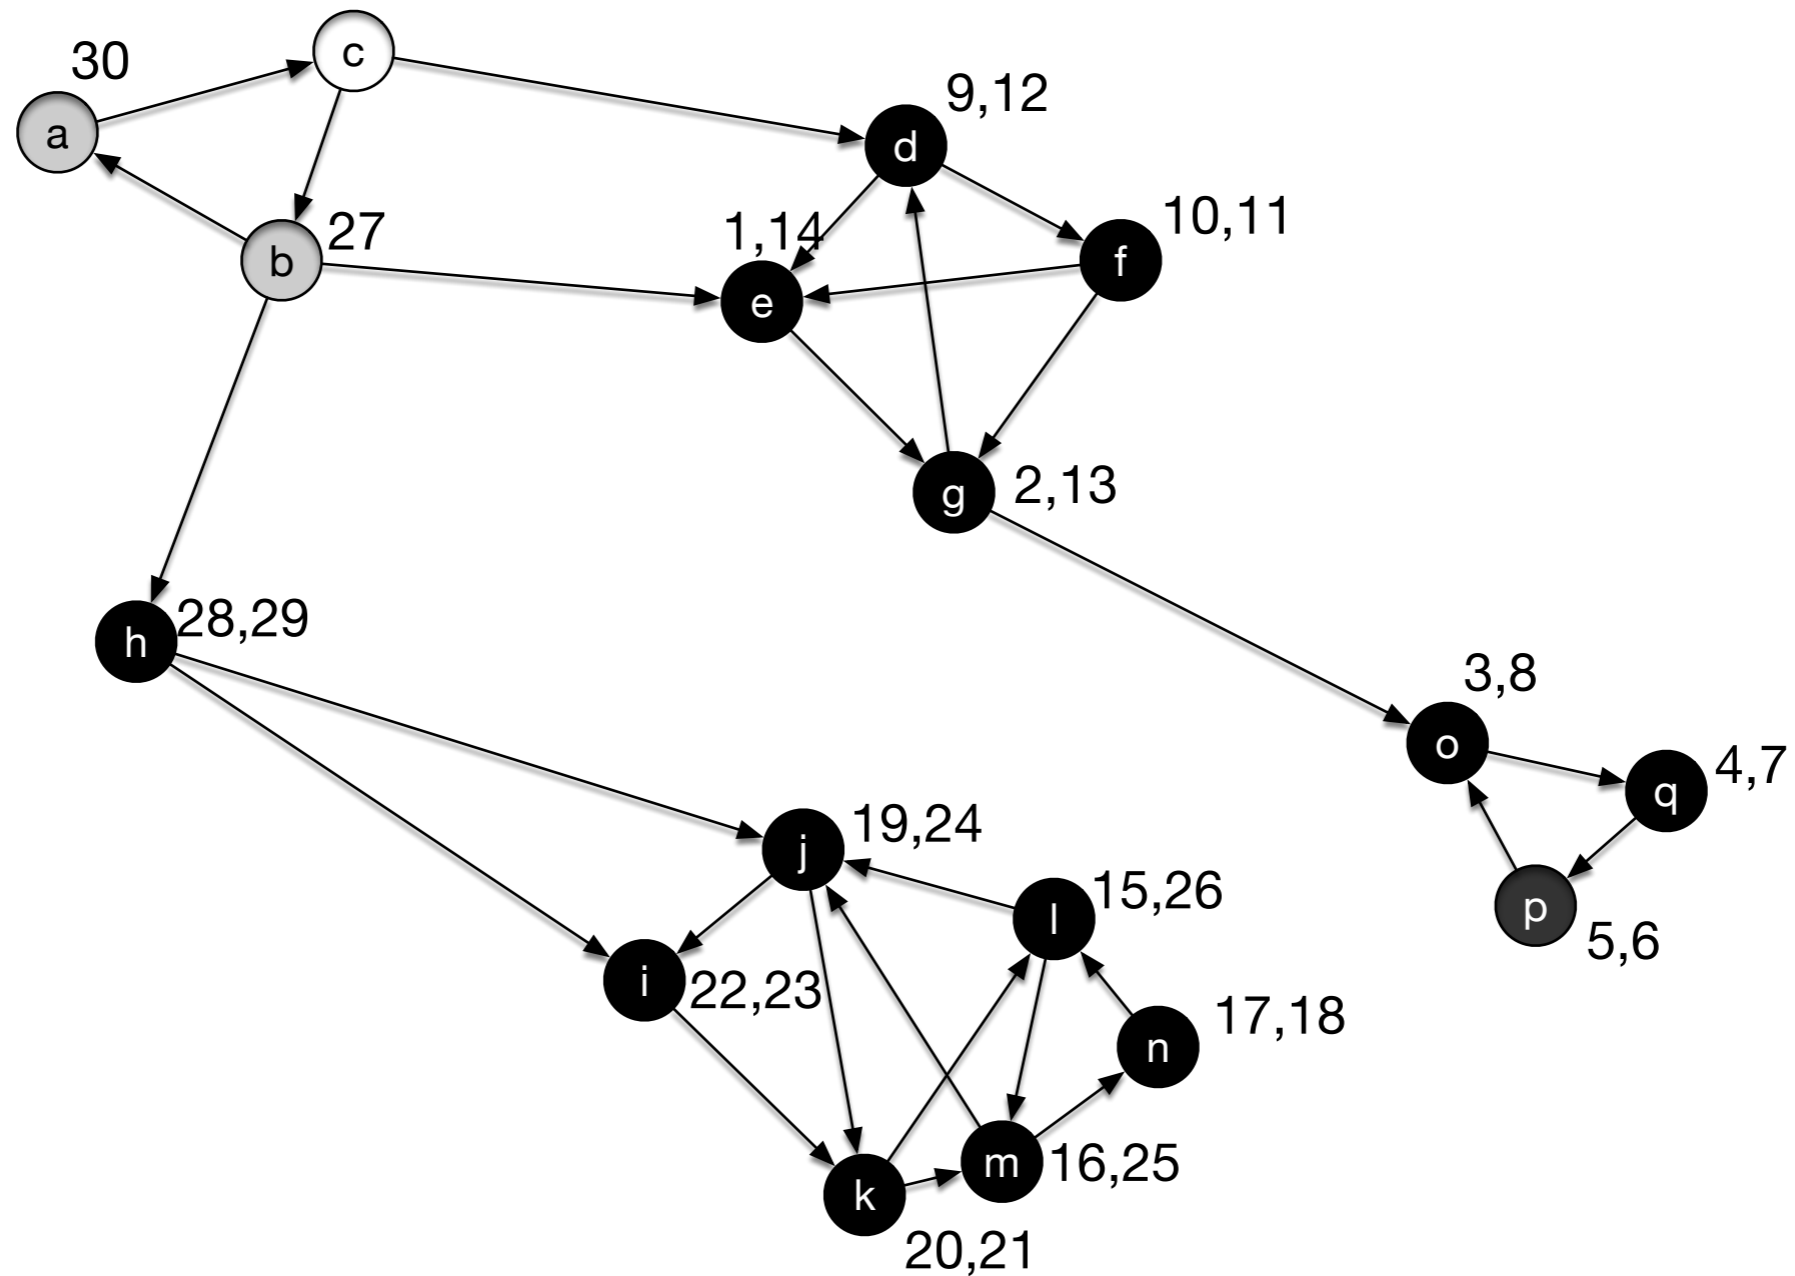 c
30
a
9,12
d
10,11
f
1,14
27
b
e
2,13
g
28,29
h
3,8
o
4,7
q
19,24
j
15,26
l
p
5,6
i
22,23
17,18
n
16,25
m
k
20,21